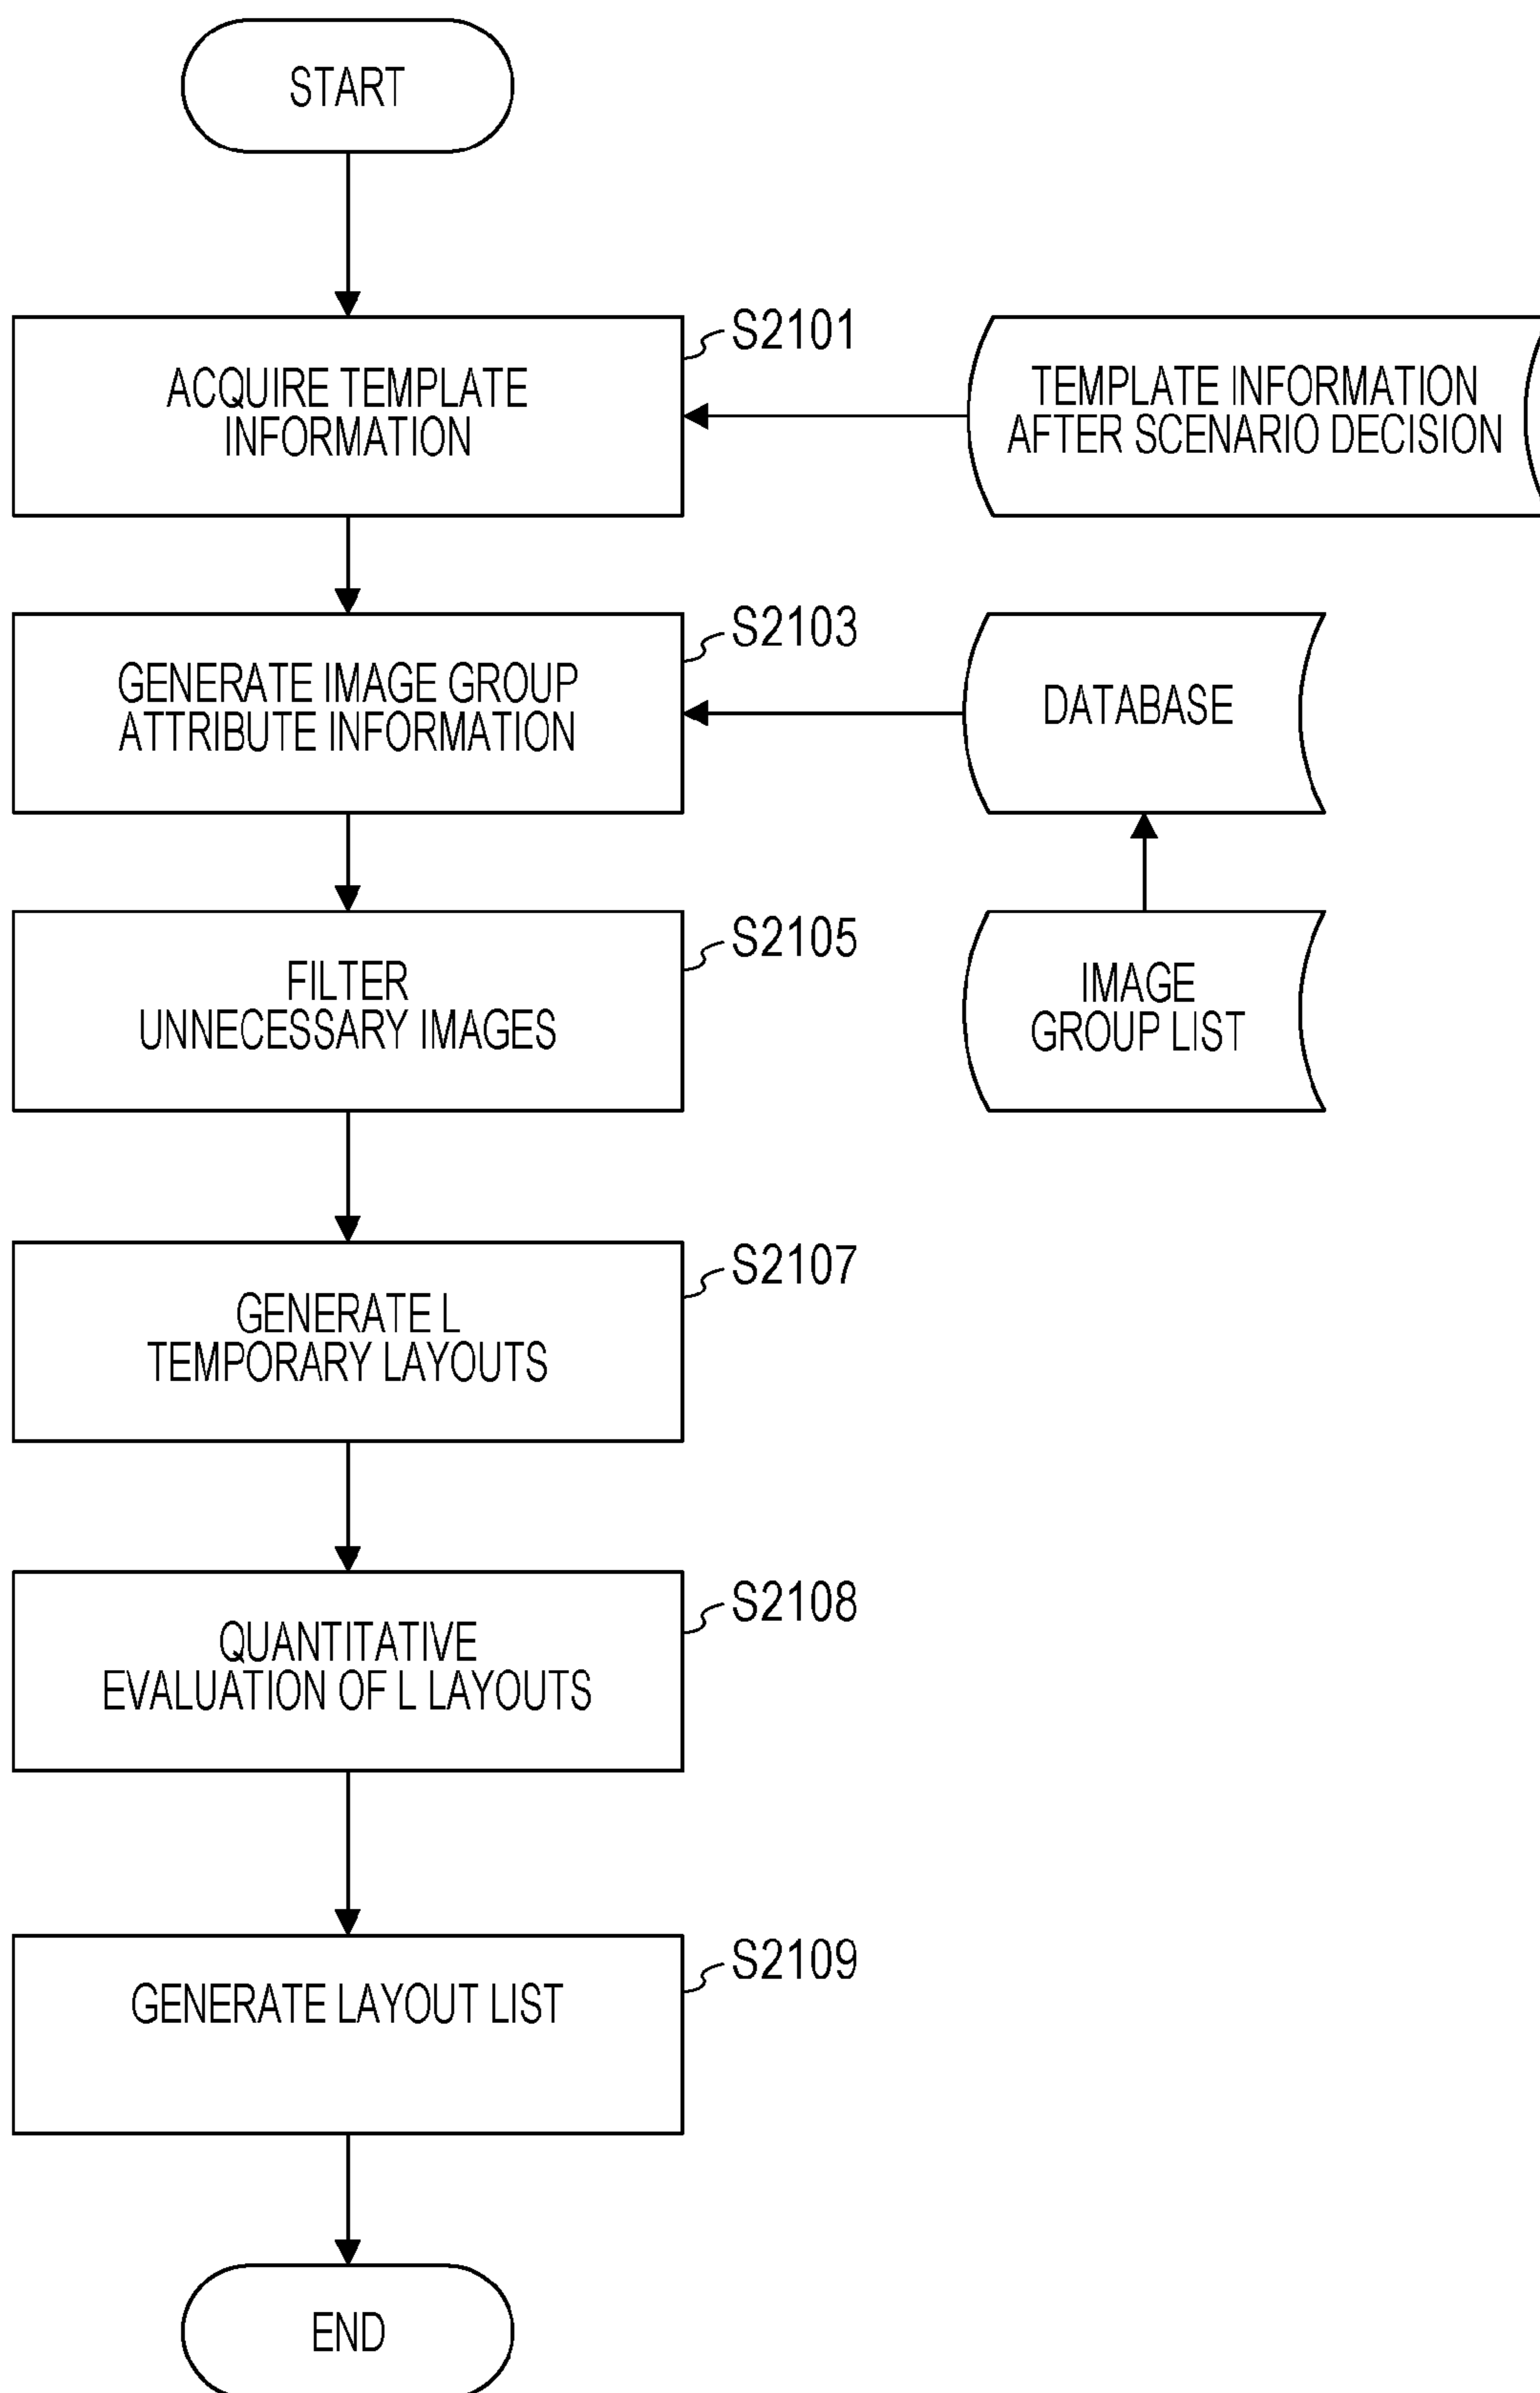 START
S2101
ACQUIRE TEMPLATE
INFORMATION
TEMPLATE INFORMATION
AFTER SCENARIO DECISION
S2103
GENERATE IMAGE GROUP
ATTRIBUTE INFORMATION
DATABASE
S2105
FILTER
UNNECESSARY IMAGES
IMAGE
GROUP LIST
S2107
GENERATE L
TEMPORARY LAYOUTS
S2108
QUANTITATIVE
EVALUATION OF L LAYOUTS
S2109
GENERATE LAYOUT LIST
END